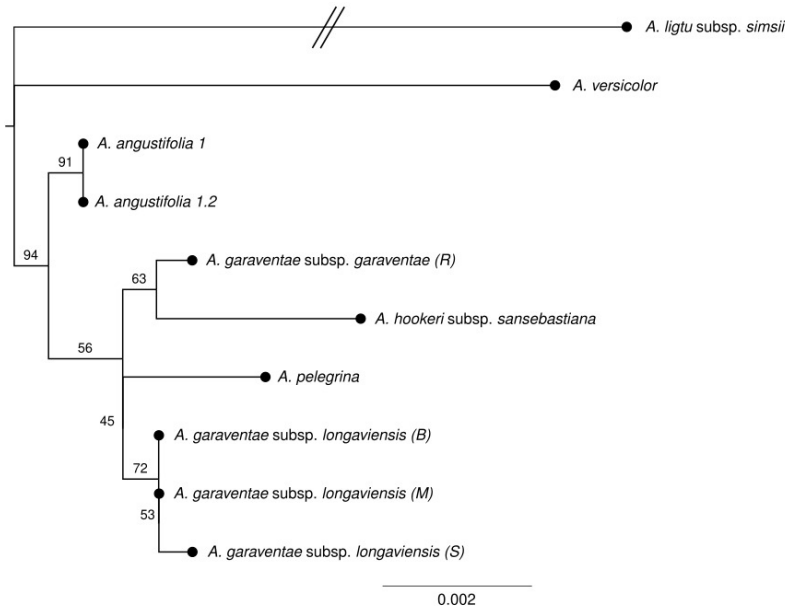 A. ligtu subsp. simsii
A. versicolor
A. angustifolia 1
91
A. angustifolia 1.2
94
A. garaventae subsp. garaventae (R)
63
A. hookeri subsp. sansebastiana
56
A. pelegrina
45
A. garaventae subsp. longaviensis (B)
72
A. garaventae subsp. longaviensis (M)
53
A. garaventae subsp. longaviensis (S)
0.002